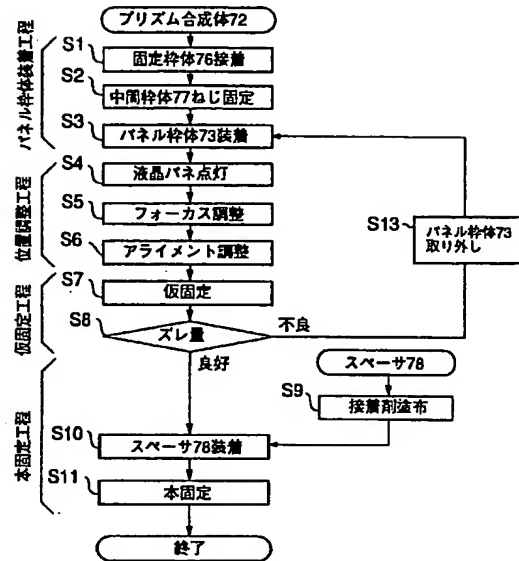 プリズム合成体72
パネル枠体装着工程
S1
固定枠体76接着
S2
中間枠体77ねじ固定
S3
パネル枠体73装着
位置調整工程
S4
液晶パネ点灯
S5
フォーカス調整
S6
アライメント調整
S13
パネル枠体73
取り外し
仮固定工程
S7
仮固定
S8
ズレ量
不良
良好
スペーサ78
S9
接着剤塗布
本固定工程
S10
スペーサ78装着
S11
本固定
終了